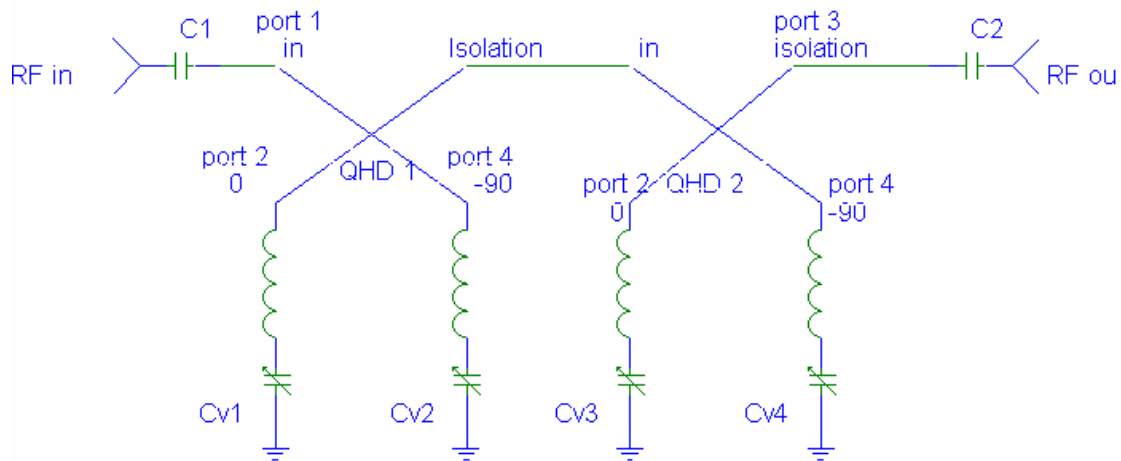 C1
port 1
in
Isolation
in
port 3
isolation
C2
RF in
RF ou
port 2
0
QHD 1
port 4
-90
port 2
0
QHD 2
port 4
-90
Cv1
Cv2
Cv3
Cv4